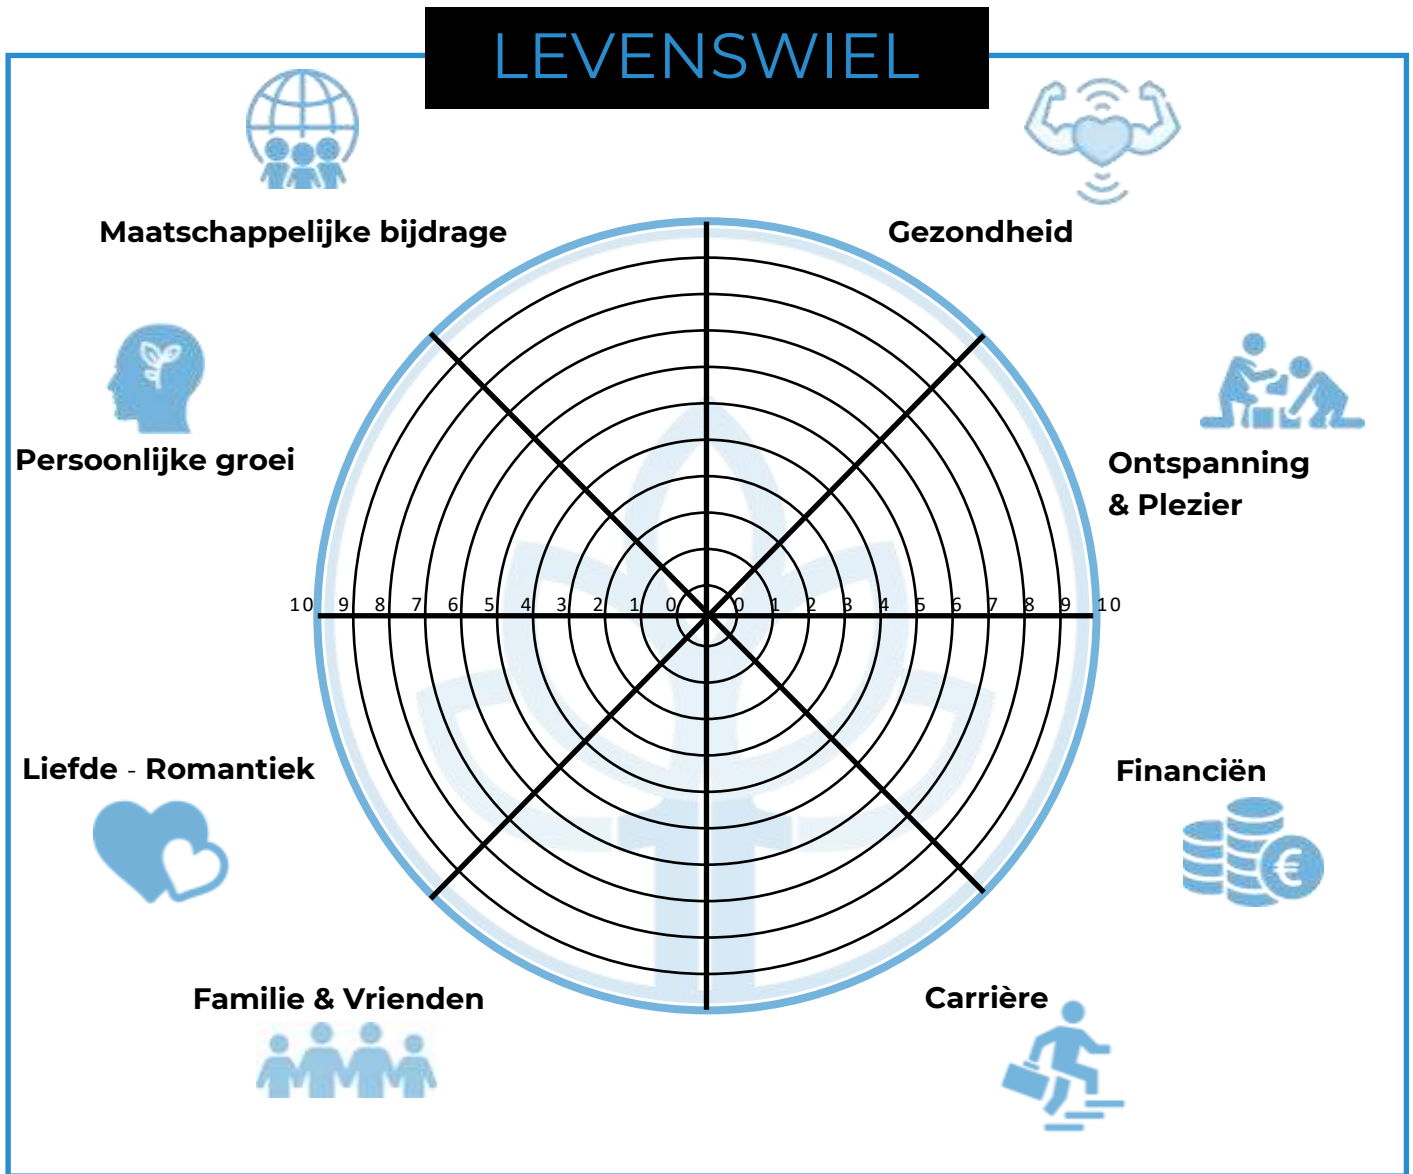 LEVENSWIEL
Maatschappelijke bijdrage
Gezondheid
Persoonlijke groei
Ontspanning
& Plezier
10 9 8 7 6 5 4 3 2 1 0 0 1 2 3 4 5 6 7 8 9 10
Liefde - Romantiek
Financiën
€
Familie & Vrienden
Carrière